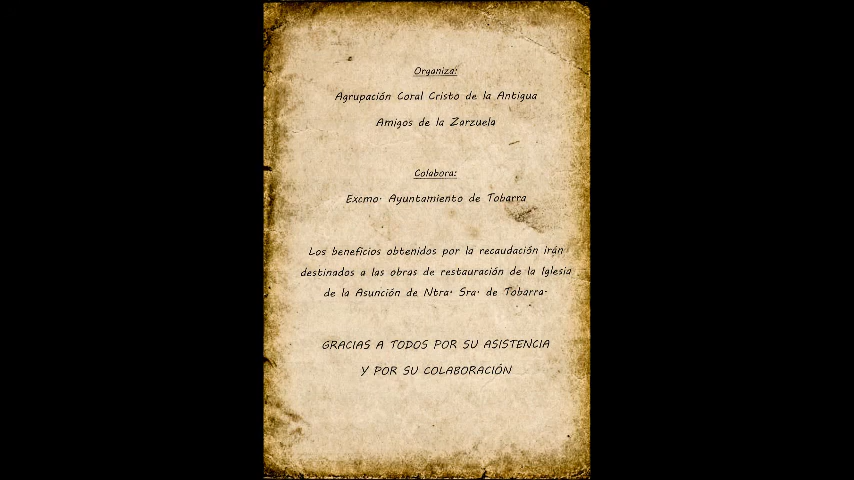 Organiza:
Agrupación Coral Cristo de la Antigua
Amigos de la Zarzuela
Colabora:
Excmo. Ayuntamiento de Tobarra
Los beneficios obtenidos por la recaudación irán
destinados a las obras de restauración de la Iglesia
de la Asunción de Ntra. Sra. de Tobarra.
GRACIAS A TODOS POR SU ASISTENCIA
Y POR SU COLABORACIÓN